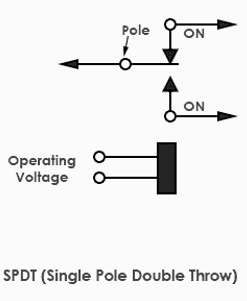 Pole
ON
ON
Operating
Voltage
SPDT (Single Pole Double Throw)